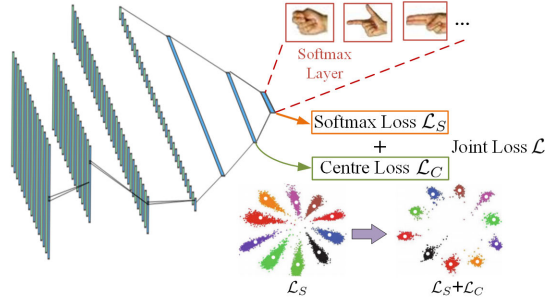 ...
Softmax
Layer
Softmax Loss ℒS
+
Joint Loss ℒ
Centre Loss ℒC
ℒS
ℒS+ℒC